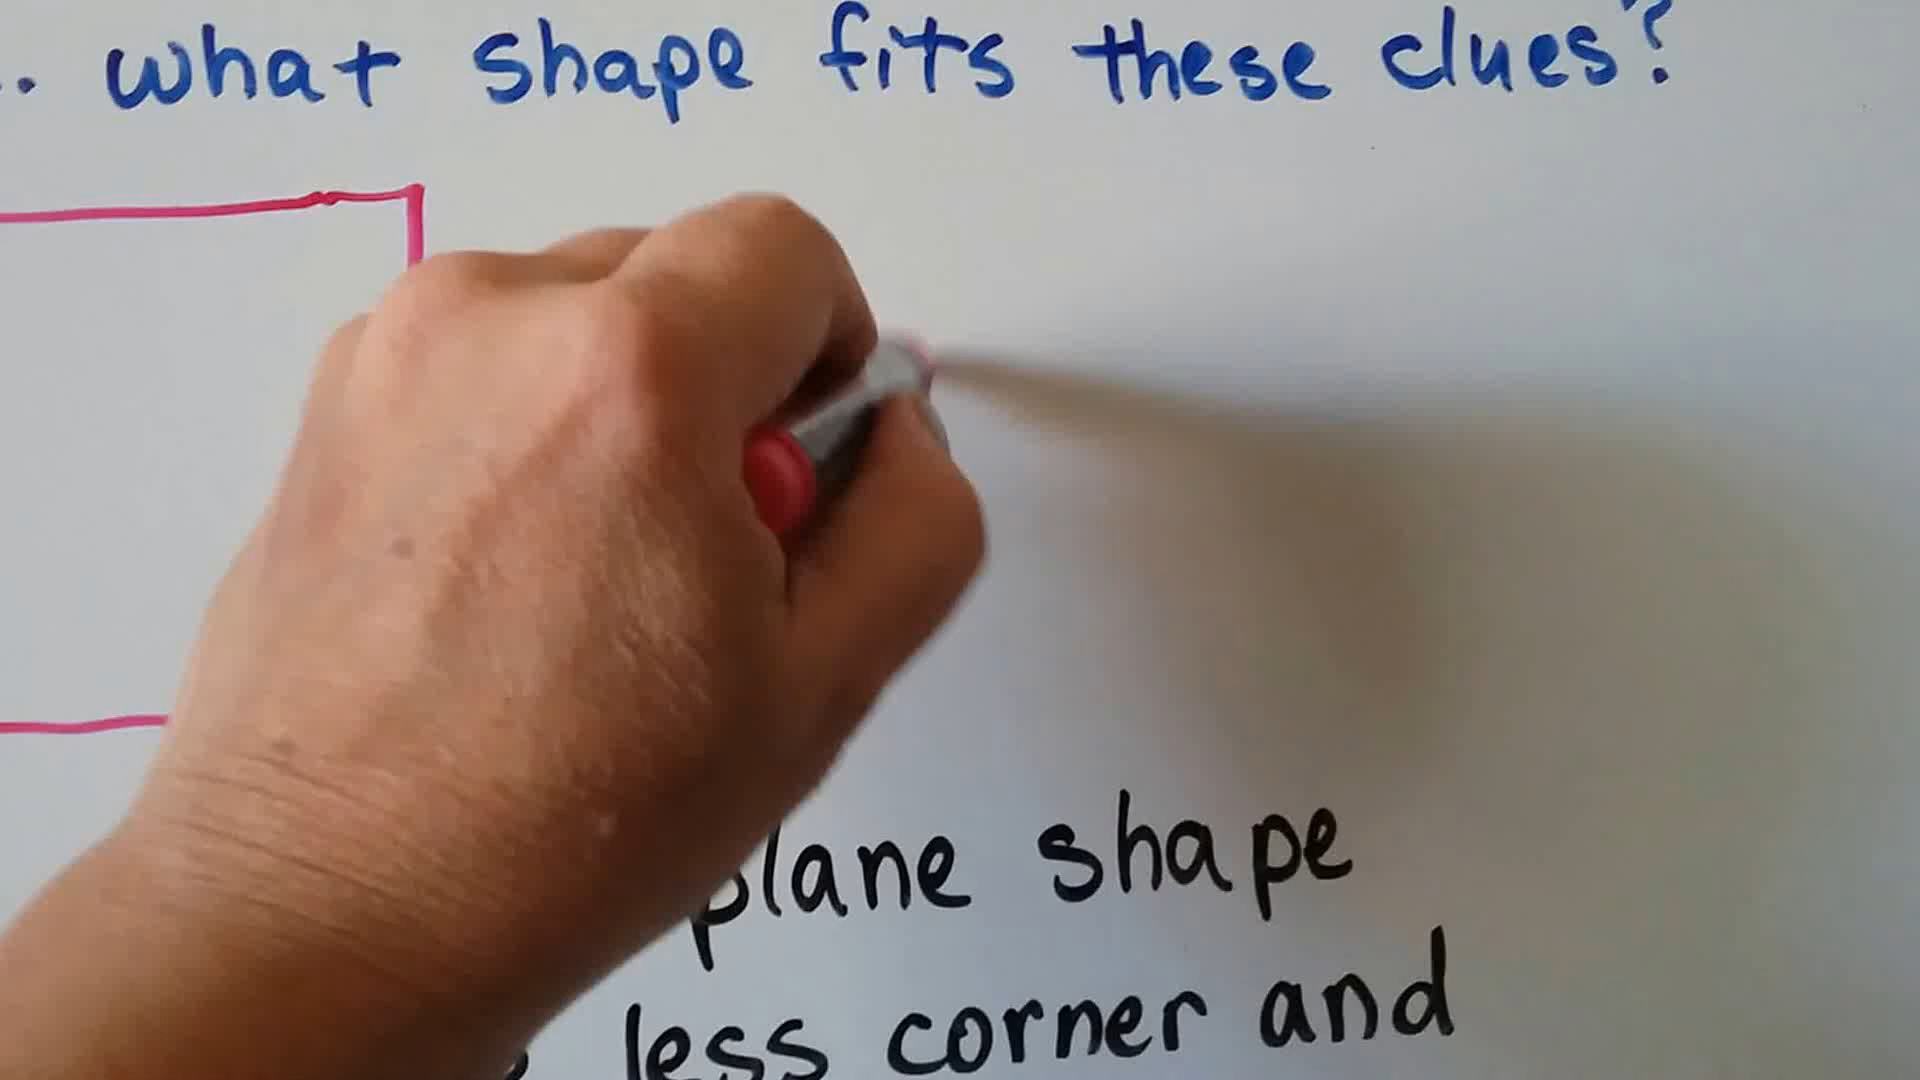 .. what shape fits these clues?
plane shape
less corner and